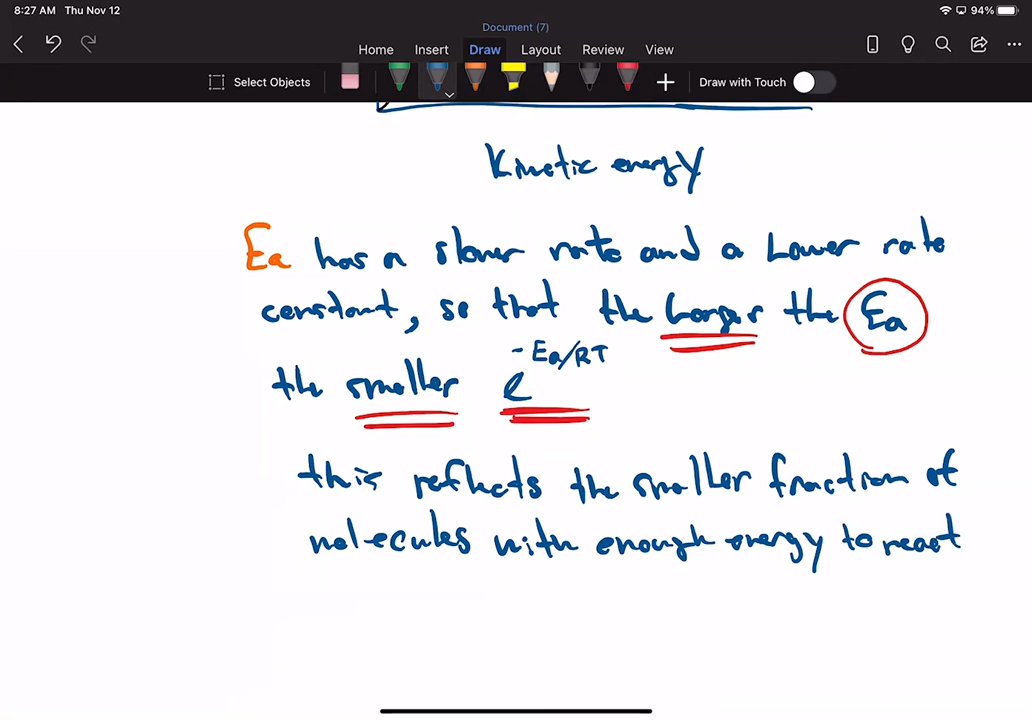 8:27 AM Thu Nov 12
94%
Document (7)
Home Insert Draw Layout Review View
Select Objects
Draw with Touch
Kinetic energy
Ea has a slower rate and a Lower rate
constant, so that the Larger the Ea
the smaller e^-Ea/RT
this reflects the smaller fraction of
molecules with enough energy to react